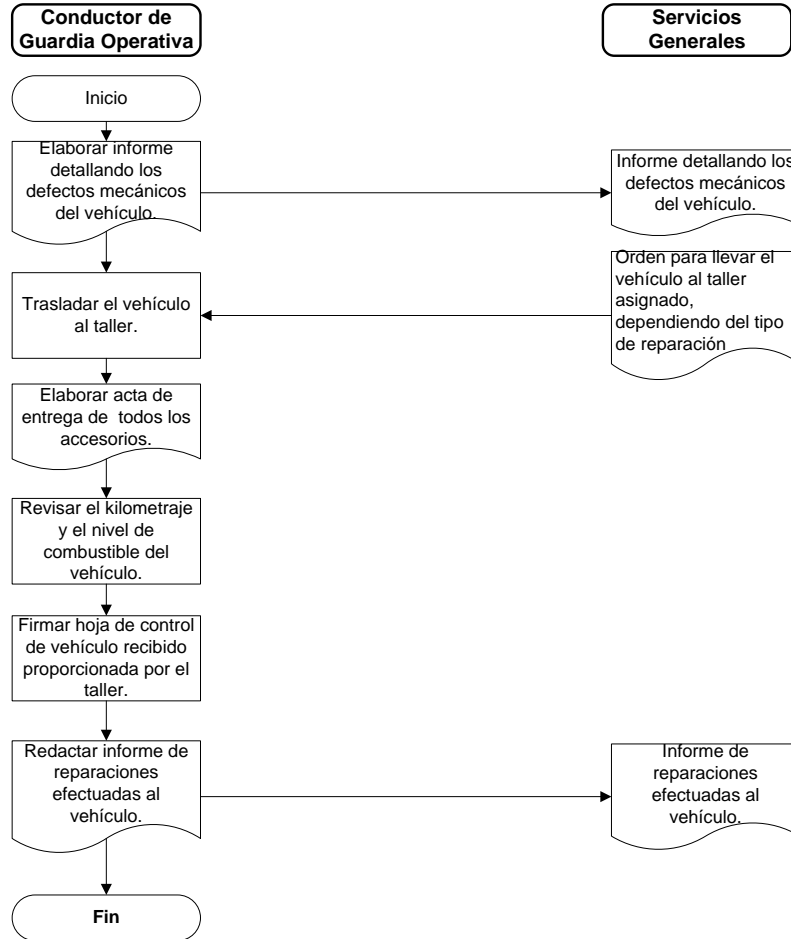 Conductor de
Guardia Operativa
Servicios
Generales
Inicio
Elaborar informe
detallando los
defectos mecánicos
del vehículo.
Informe detallando los
defectos mecánicos
del vehículo.
Trasladar el vehículo
al taller.
Orden para llevar el
vehículo al taller
asignado,
dependiendo del tipo
de reparación
Elaborar acta de
entrega de todos los
accesorios.
Revisar el kilometraje
y el nivel de
combustible del
vehículo.
Firmar hoja de control
de vehículo recibido
proporcionada por el
taller.
Redactar informe de
reparaciones
efectuadas al
vehículo.
Informe de
reparaciones
efectuadas al
vehículo.
Fin